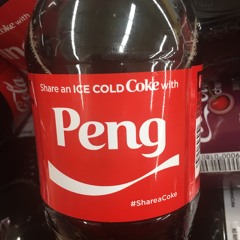 Share an ICE COLD Coke with
Peng
#ShareaCoke